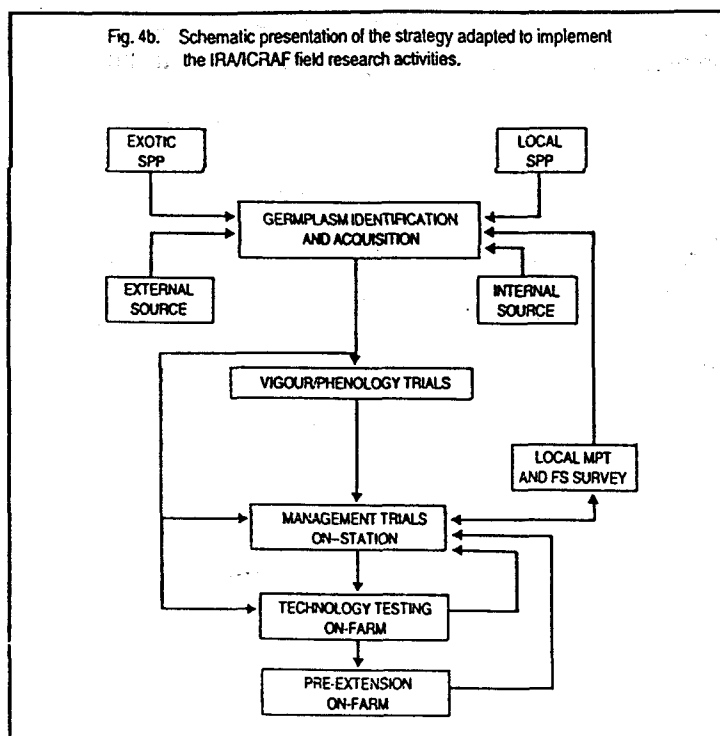 Fig. 4b. Schematic presentation of the strategy adapted to implement
the IRA/ICRAF field research activities.
EXOTIC
SPP
LOCAL
SPP
GERMPLASM IDENTIFICATION
AND ACQUISITION
EXTERNAL
SOURCE
INTERNAL
SOURCE
VIGOUR/PHENOLOGY TRIALS
LOCAL MPT
AND FS SURVEY
MANAGEMENT TRIALS
ON-STATION
TECHNOLOGY TESTING
ON-FARM
PRE-EXTENSION
ON-FARM